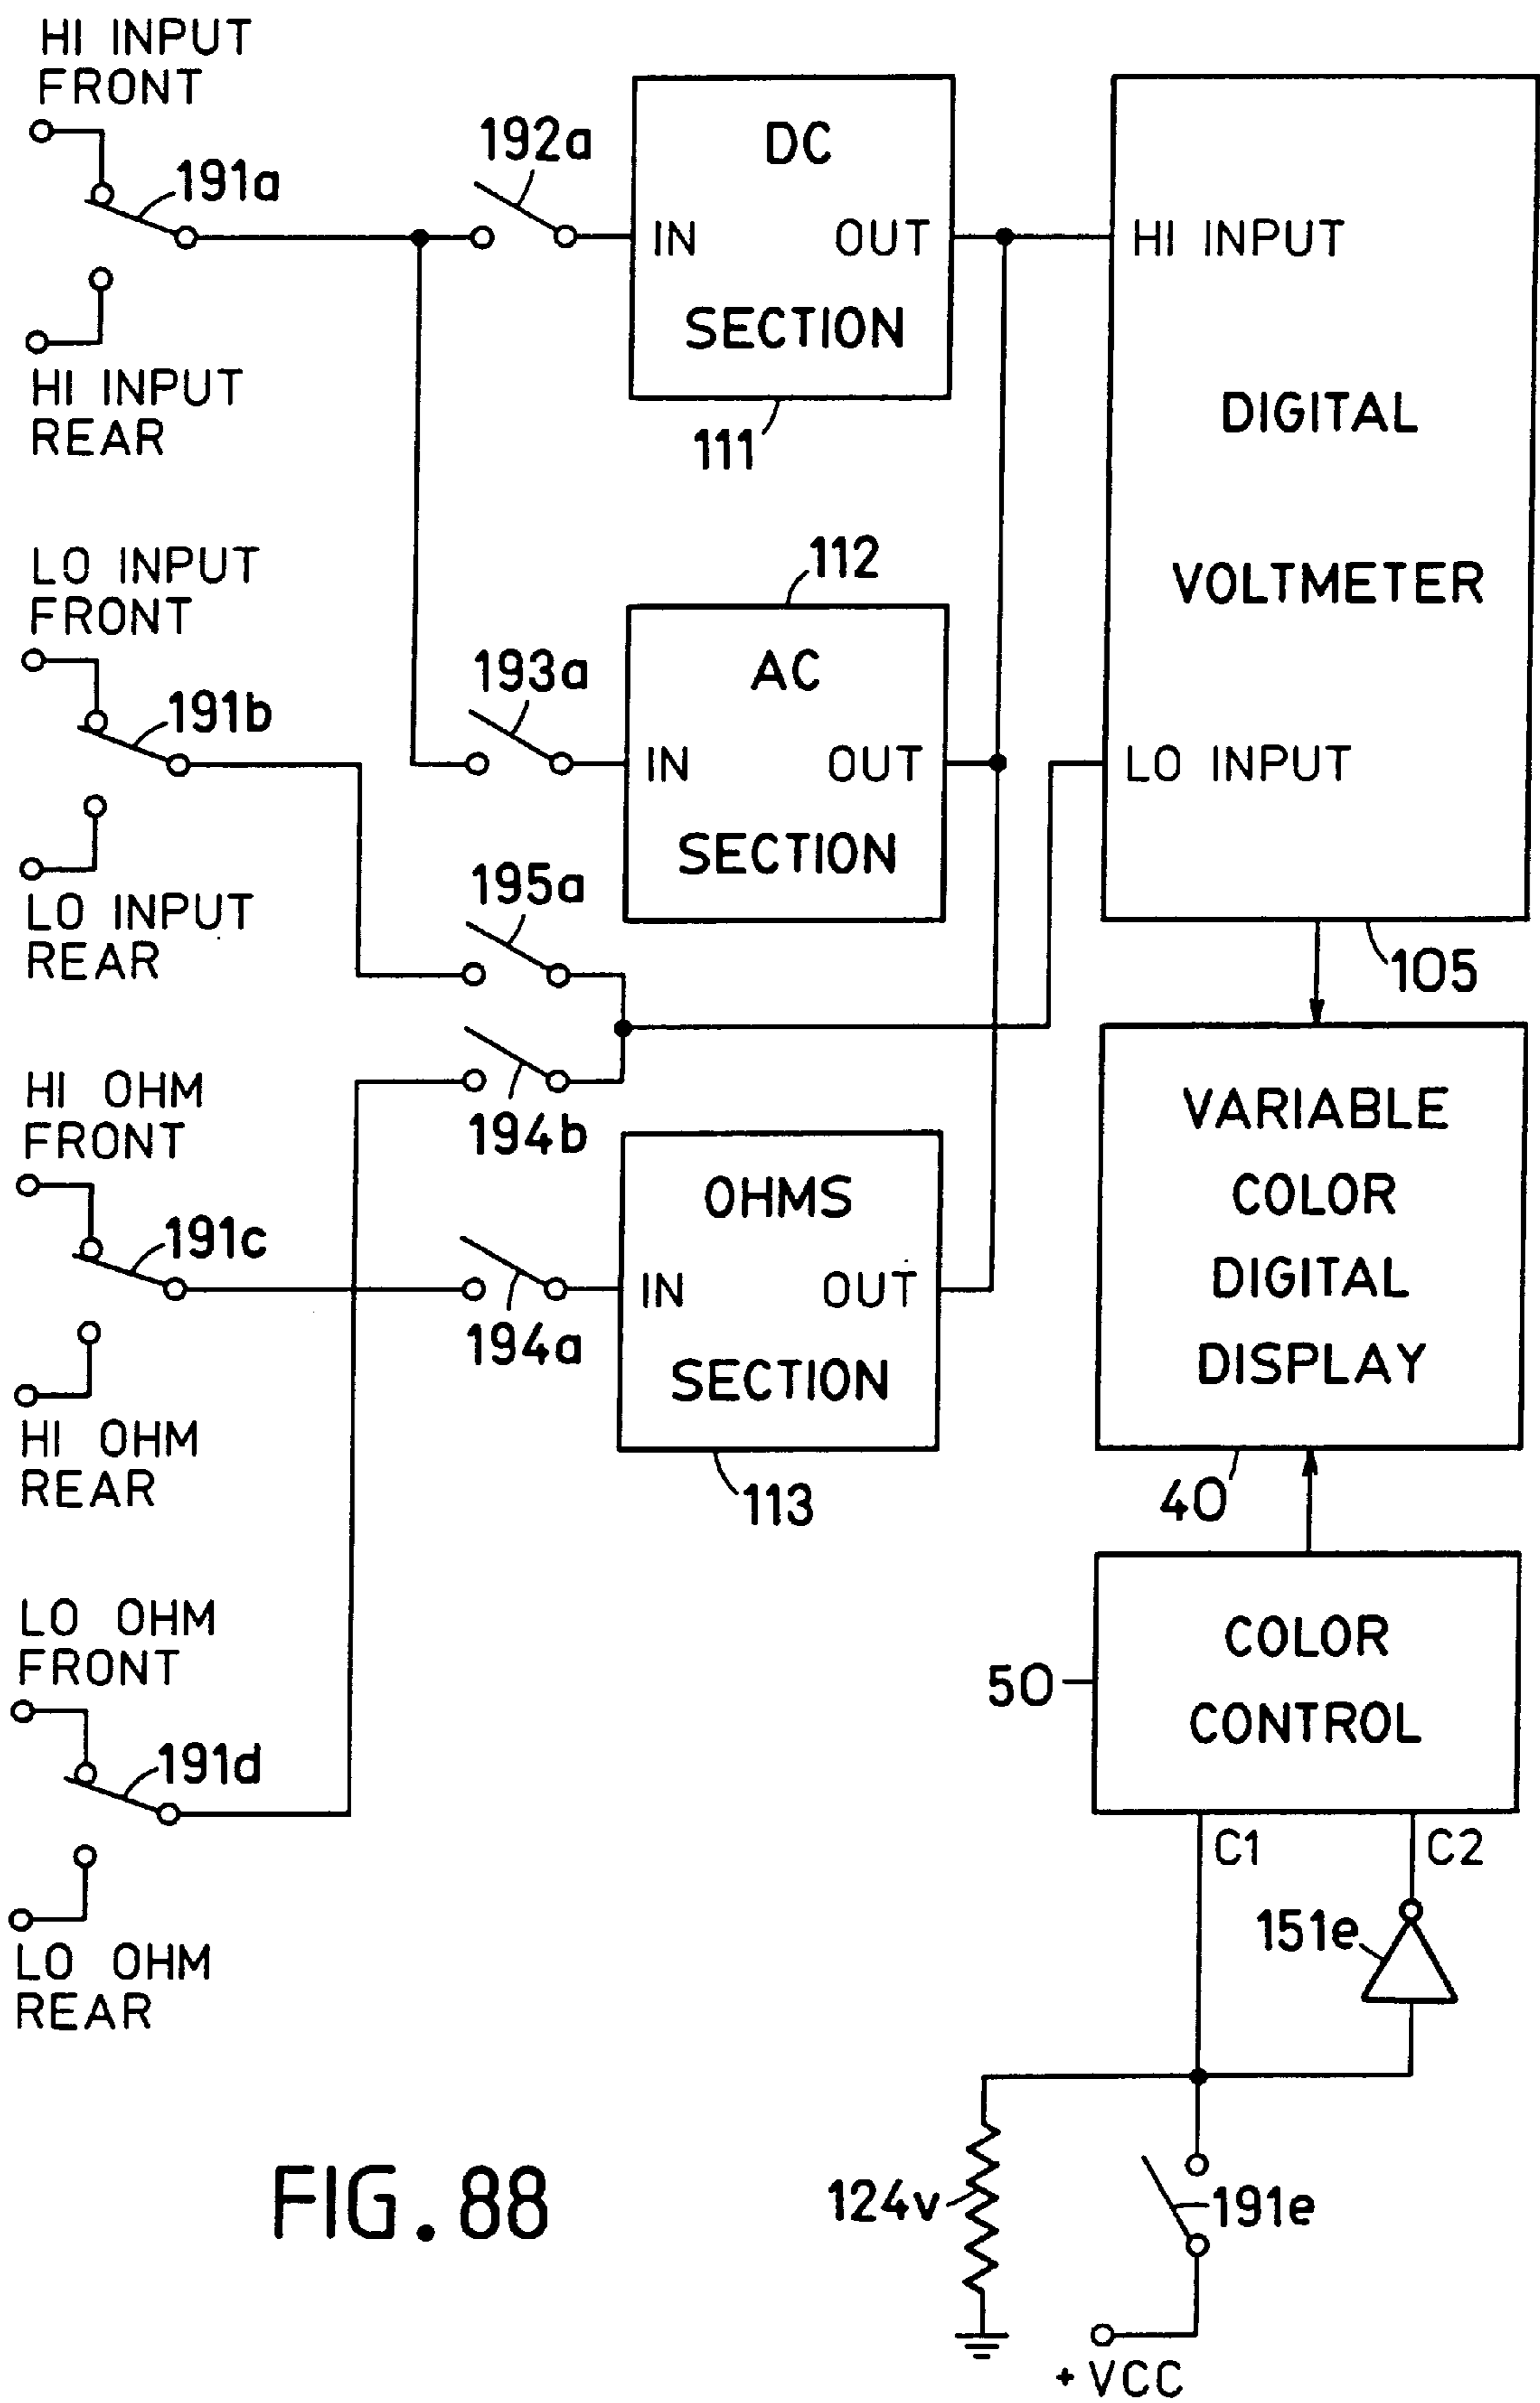 HI INPUT
FRONT
191a
HI INPUT
REAR
192a
DC
IN OUT
SECTION
111
HI INPUT
DIGITAL
VOLTMETER
LO INPUT
105
LO INPUT
FRONT
191b
LO INPUT
REAR
112
193a
AC
IN OUT
SECTION
195a
194b
HI OHM
FRONT
191c
HI OHM
REAR
194a
OHMS
IN OUT
SECTION
113
VARIABLE
COLOR
DIGITAL
DISPLAY
40
LO OHM
FRONT
191d
LO OHM
REAR
50
COLOR
CONTROL
C1
C2
151e
124v
191e
+VCC
FIG. 88